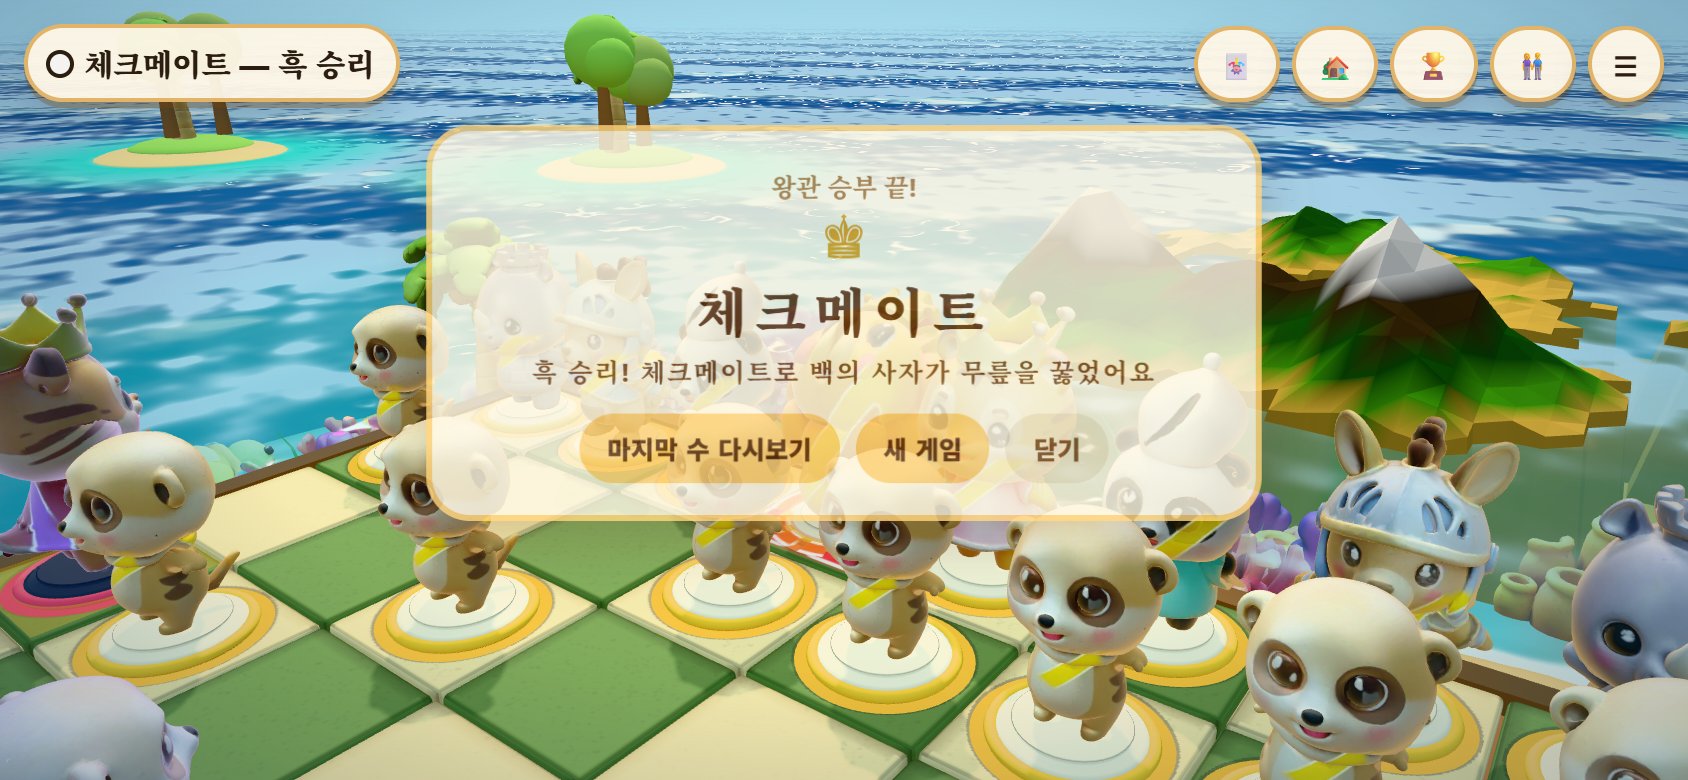 체크메이트 — 흑 승리
왕관 승부 끝!
체크메이트
흑 승리! 체크메이트로 백의 사자가 무릎을 꿇었어요
마지막 수 다시보기
새 게임
닫기